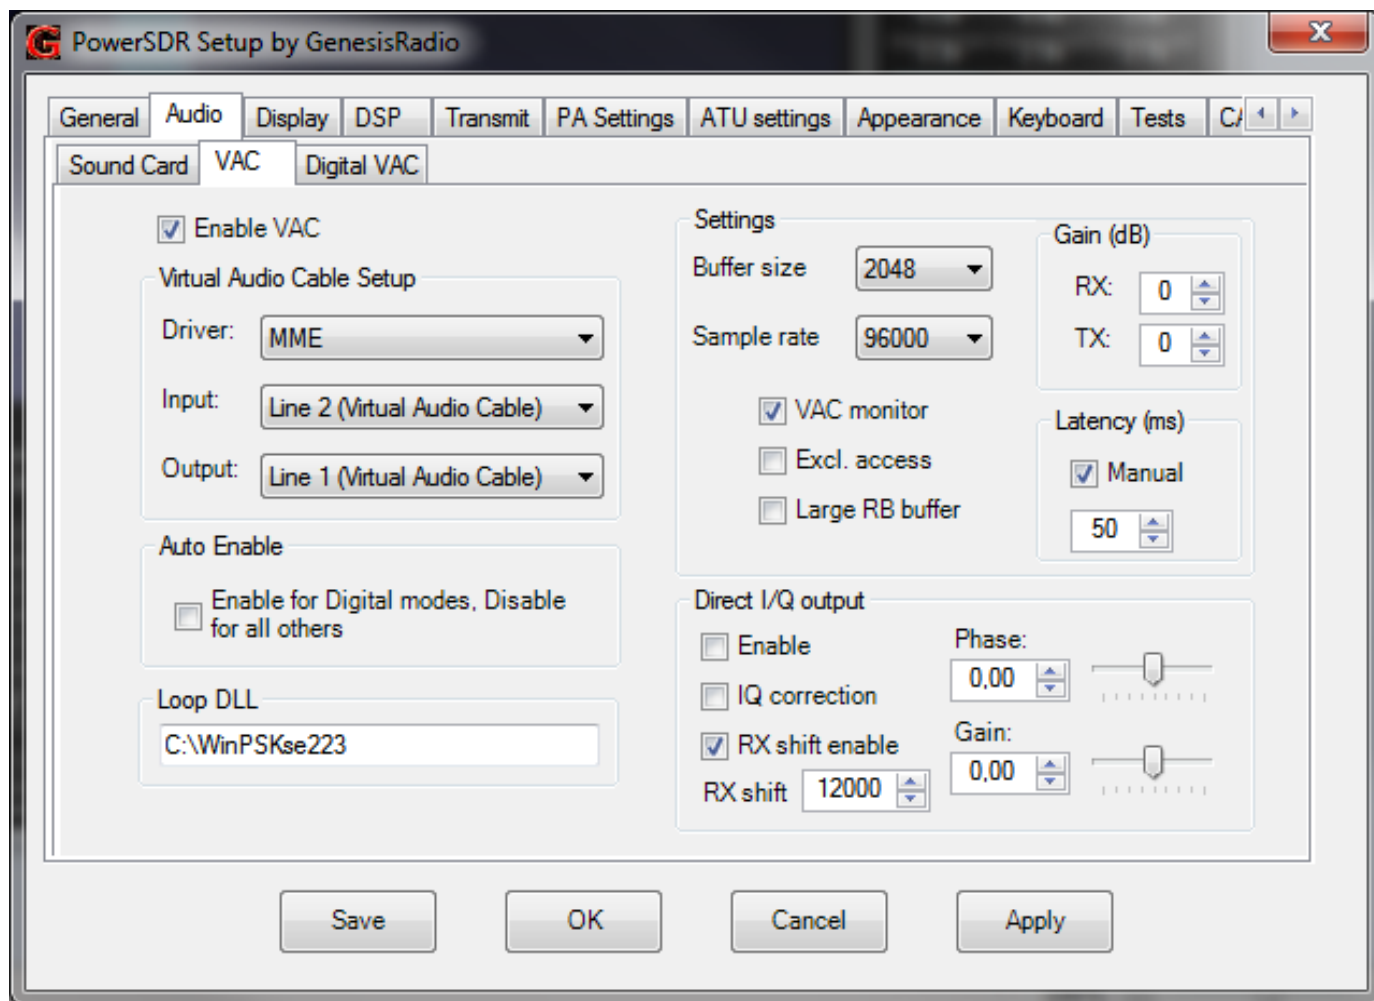 PowerSDR Setup by GenesisRadio
General Audio Display DSP Transmit PA Settings ATU settings Appearance Keyboard Tests
Sound Card VAC Digital VAC
Enable VAC
Virtual Audio Cable Setup
Driver: MME
Input: Line 2 (Virtual Audio Cable)
Output: Line 1 (Virtual Audio Cable)
Auto Enable
Enable for Digital modes, Disable
for all others
Loop DLL
C:\WinPSKse223
Settings
Buffer size 2048
Sample rate 96000
VAC monitor
Excl. access
Large RB buffer
Gain (dB)
RX: 0
TX: 0
Latency (ms)
Manual
50
Direct I/Q output
Enable
IQ correction
RX shift enable
RX shift 12000
Phase:
0,00
Gain:
0,00
Save OK Cancel Apply